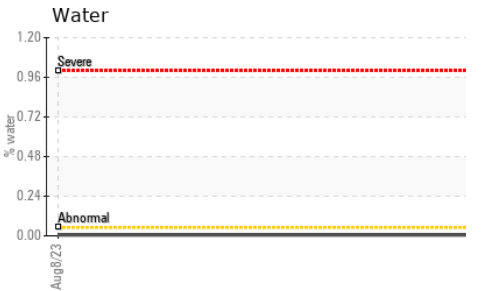 Water
1.20
Severe
0.96
0.72
% water
0.48
0.24
Abnormal
0.00
Aug8/23